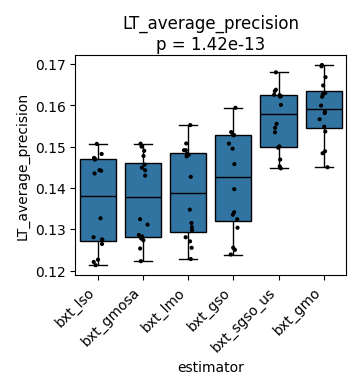 LT_average_precision
p = 1.42e-13
LT_average_precision
0.17
0.16
0.15
0.14
0.13
0.12
bxt_lso
bxt_gmosa
bxt_lmo
bxt_gso
bxt_sgso_us
bxt_gmo
estimator